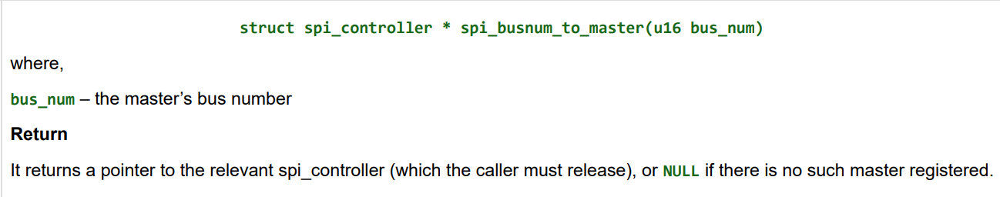 struct spi_controller * spi_busnum_to_master(u16 bus_num)
where,
bus_num – the master’s bus number
Return
It returns a pointer to the relevant spi_controller (which the caller must release), or NULL if there is no such master registered.